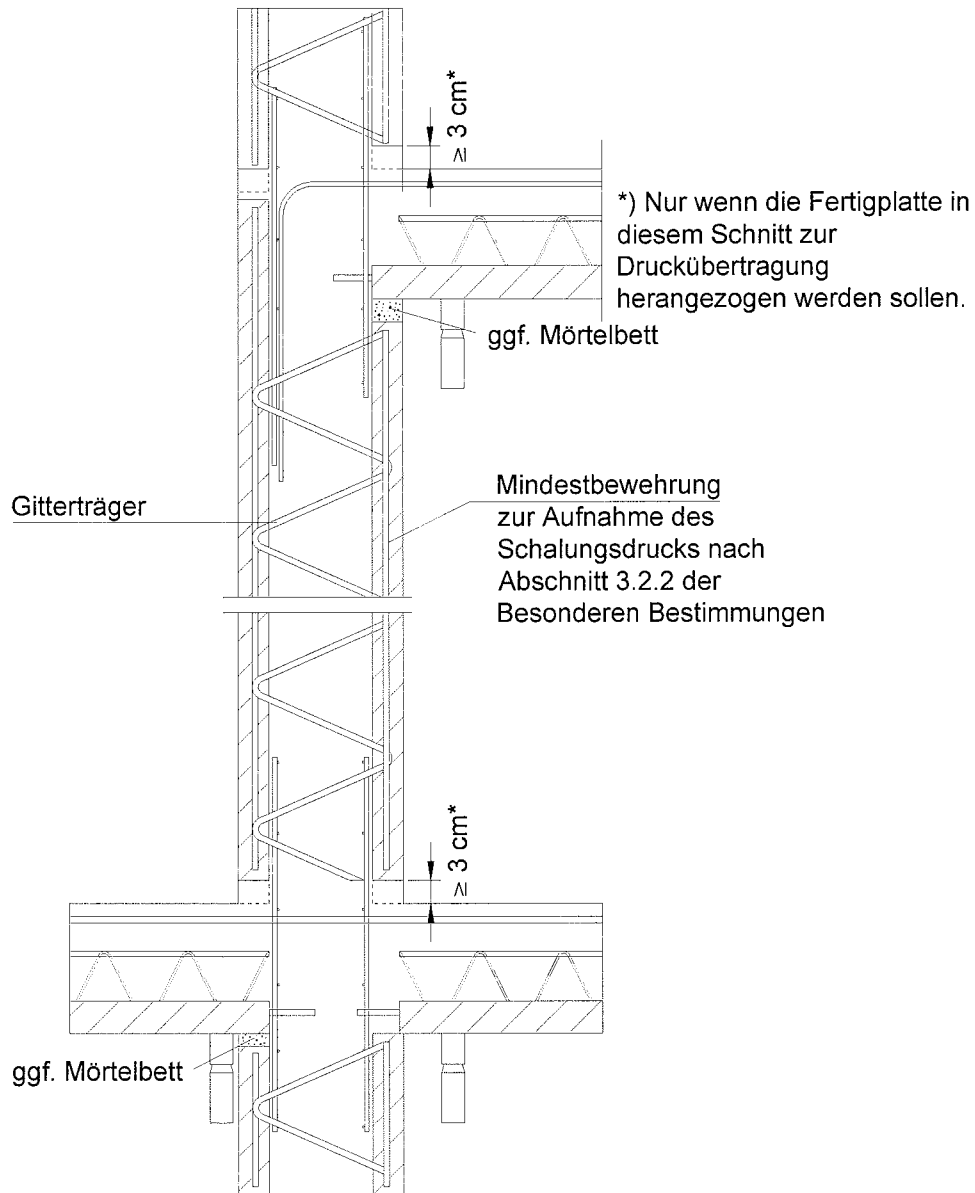 ≥ 3 cm*
*) Nur wenn die Fertigplatte in
diesem Schnitt zur
Druckübertragung
herangezogen werden sollen.
ggf. Mörtelbett
Gitterträger
Mindestbewehrung
zur Aufnahme des
Schalungsdrucks nach
Abschnitt 3.2.2 der
Besonderen Bestimmungen
≥ 3 cm*
ggf. Mörtelbett